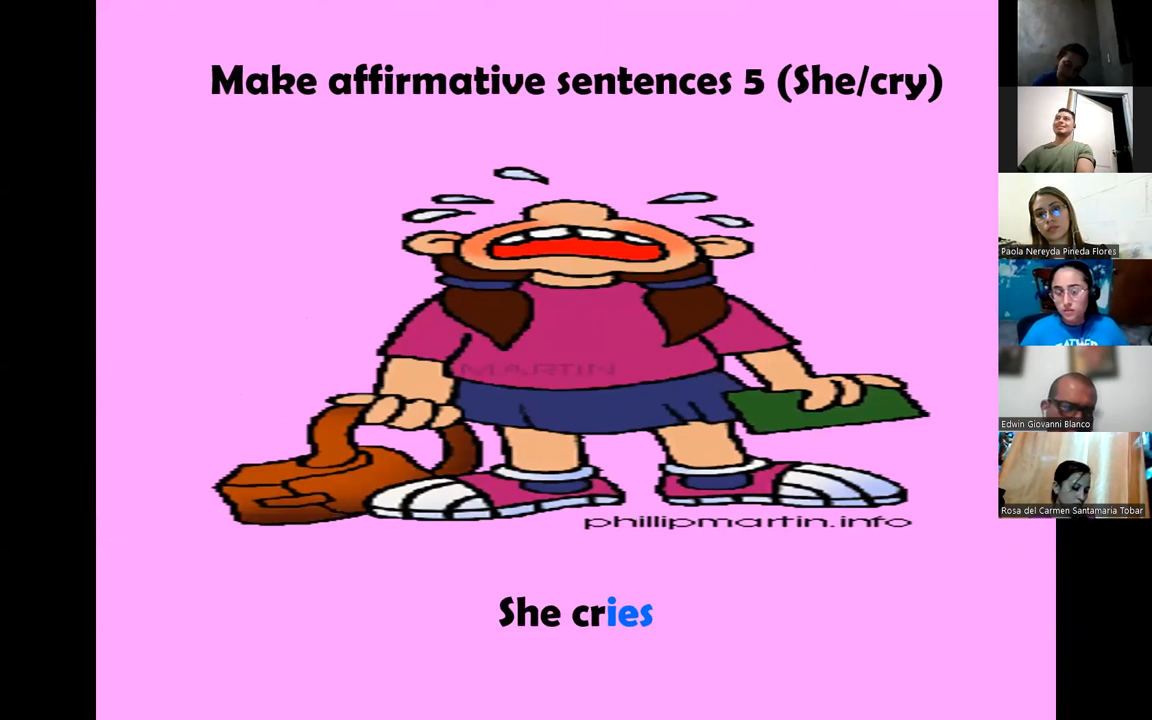 Make affirmative sentences 5 (She/cry)
MARTIN
phillipmartin.info
She cries
Paola Nereyda Pineda Flores
Edwin Giovanni Blanco
Rosa del Carmen Santamaria Tobar